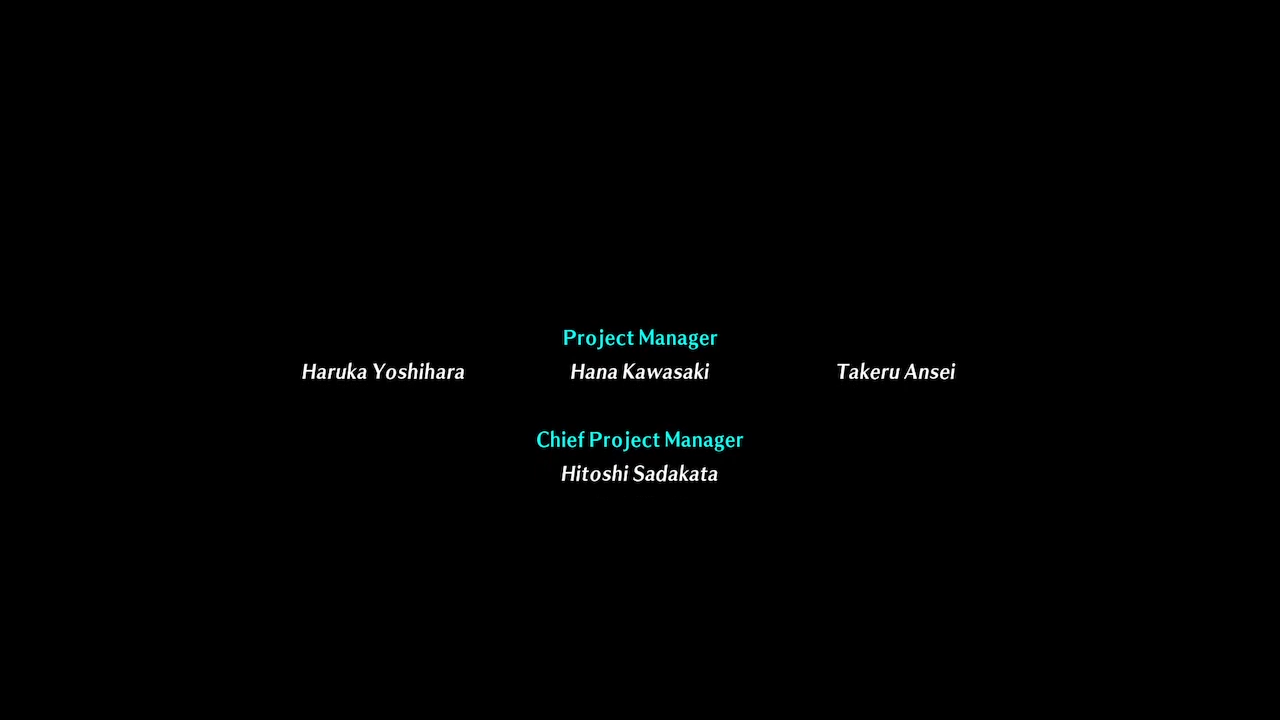 Project Manager
Haruka Yoshihara Hana Kawasaki Takeru Ansei
Chief Project Manager
Hitoshi Sadakata